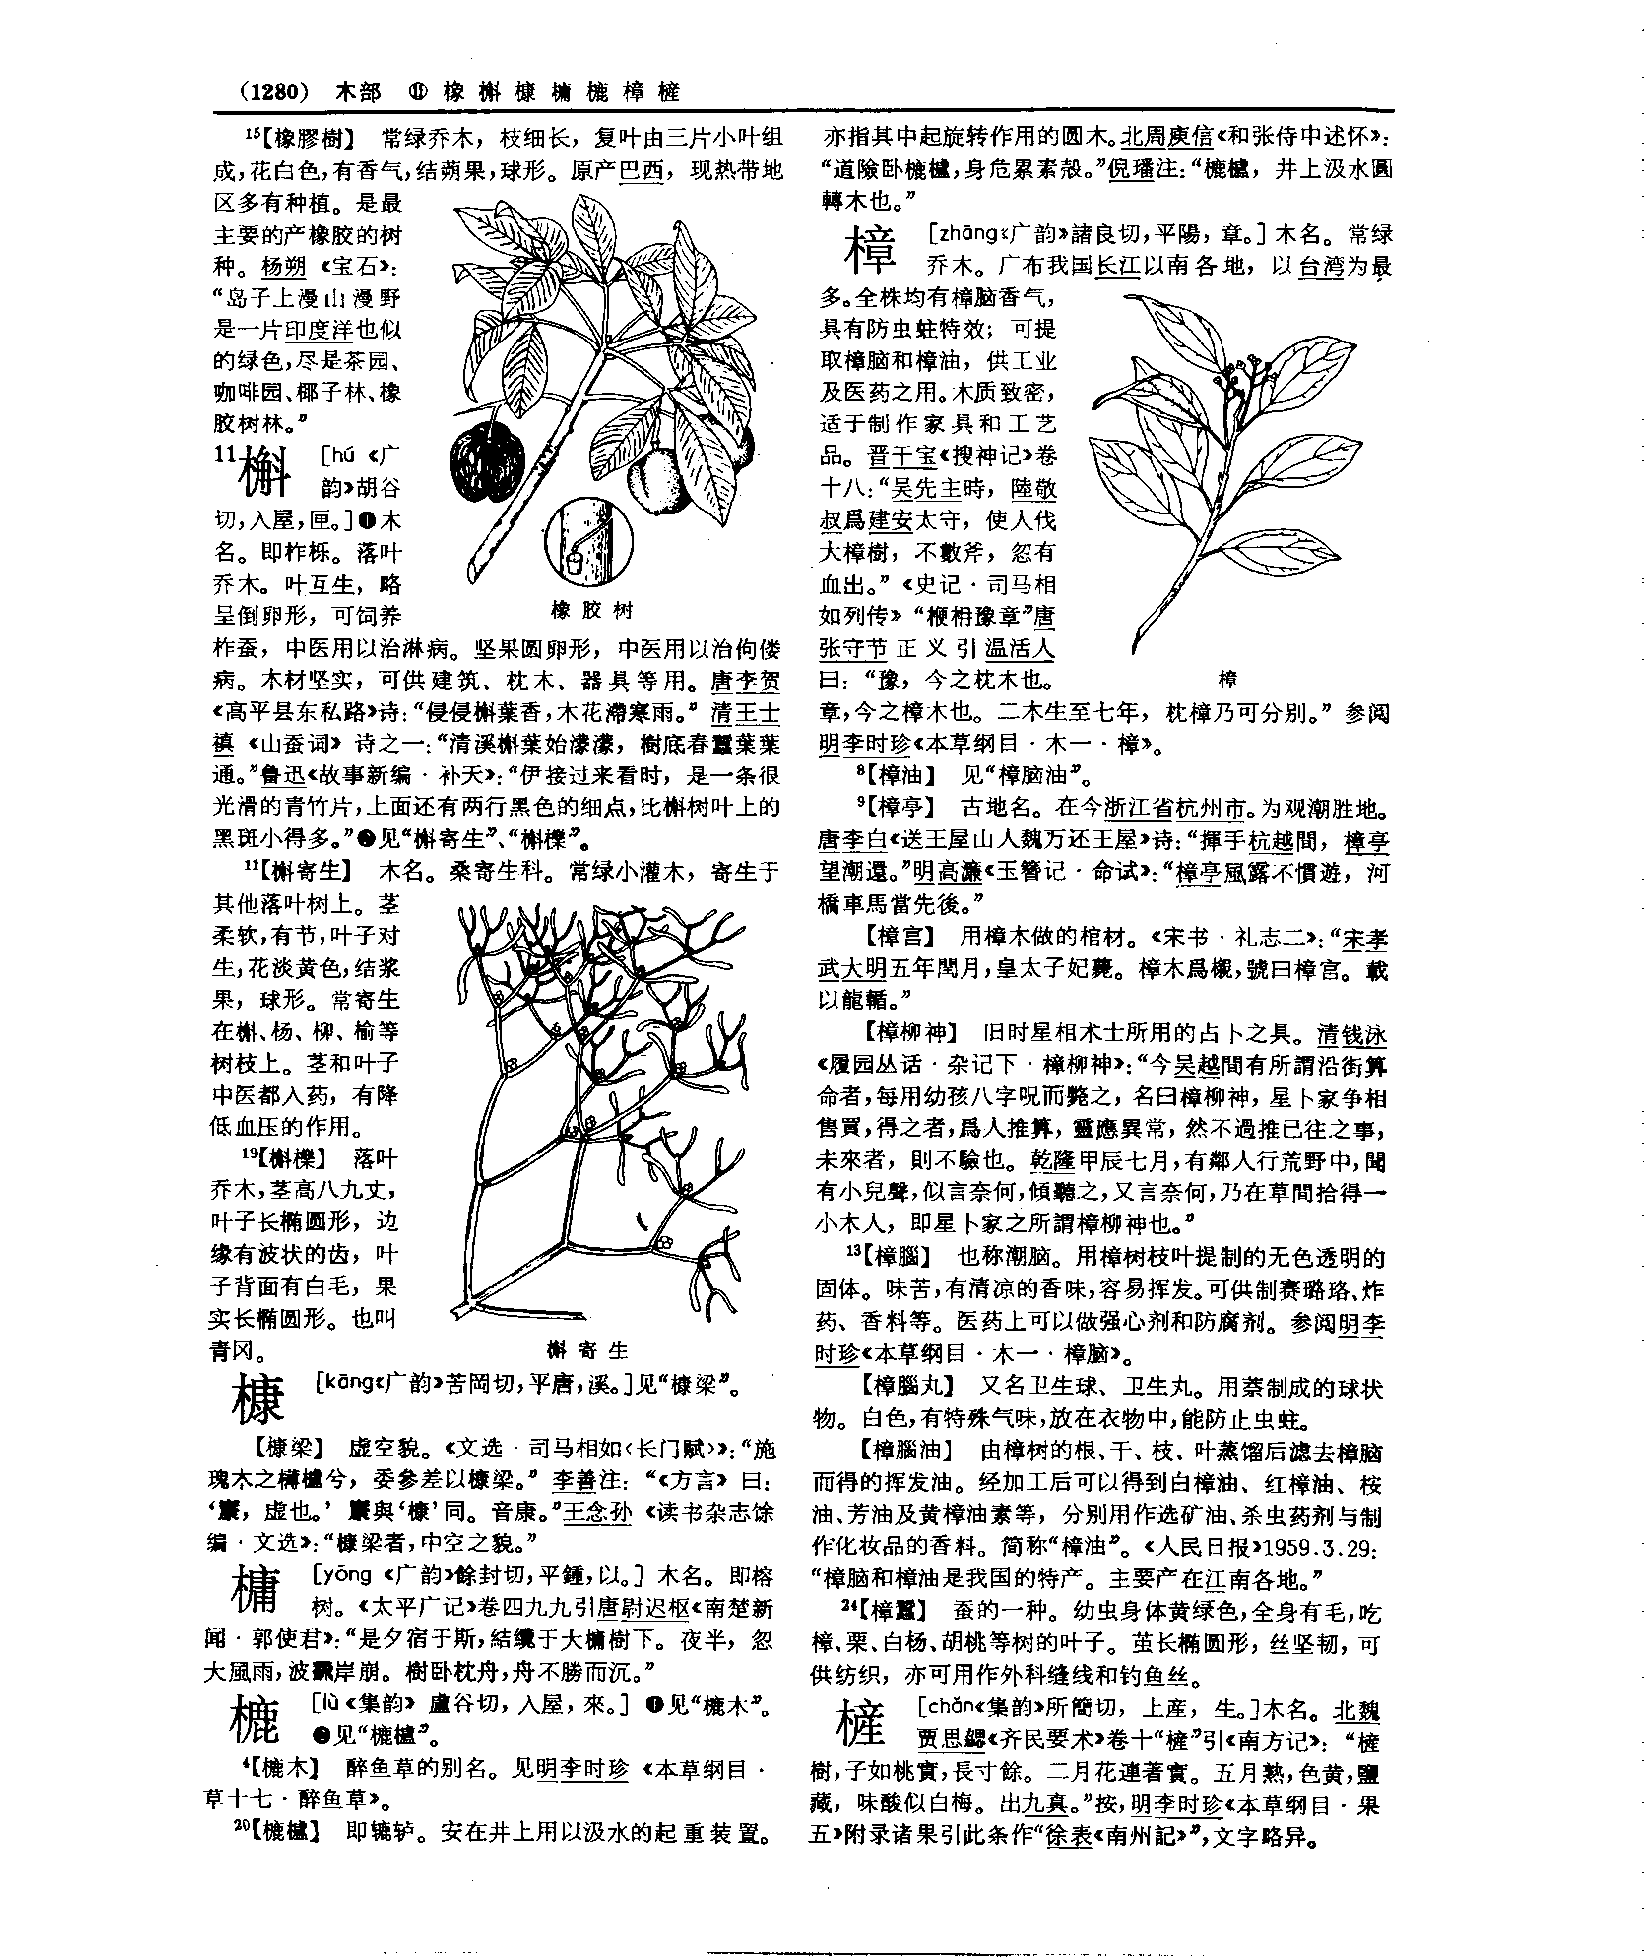 (1280) 木部 ⑪ 橡槲槺槦樚樟㯆
¹⁵【橡膠樹】 常绿乔木，枝细长，复叶由三片小叶组
成，花白色，有香气，结蒴果，球形。原产巴西，现热带地
区多有种植。是最
主要的产橡胶的树
种。杨朔《宝石》：
“岛子上漫山漫野
是一片印度洋也似
的绿色，尽是茶园、
咖啡园、椰子林、橡
胶树林。”
橡胶树
11槲 [hú《广
韵》胡谷
切，入屋，匣。]❶木
名。即柞栎。落叶
乔木。叶互生，略
呈倒卵形，可饲养
柞蚕，中医用以治淋病。坚果圆卵形，中医用以治佝偻
病。木材坚实，可供建筑、枕木、器具等用。唐李贺
《高平县东私路》诗：“侵侵槲葉香，木花滯寒雨。”清王士
禛《山蚕词》诗之一：“清溪槲葉始濛濛，樹底春蠶葉葉
通。”鲁迅《故事新编·补天》：“伊接过来看时，是一条很
光滑的青竹片，上面还有两行黑色的细点，比槲树叶上的
黑斑小得多。”❷见“槲寄生”、“槲櫟”。
¹¹【槲寄生】 木名。桑寄生科。常绿小灌木，寄生于
其他落叶树上。茎
柔软，有节，叶子对
生，花淡黄色，结浆
果，球形。常寄生
在槲、杨、柳、榆等
树枝上。茎和叶子
中医都入药，有降
低血压的作用。
¹⁹【槲櫟】 落叶
乔木，茎高八九丈，
叶子长椭圆形，边
缘有波状的齿，叶
子背面有白毛，果
实长椭圆形。也叫
青冈。
槲寄生
槺 [kāng《广韵》苦岡切，平唐，溪。]见“槺梁”。
【槺梁】 虚空貌。《文选·司马相如〈长门赋〉》：“施
瑰木之欂櫨兮，委參差以槺梁。”李善注：“《方言》曰：
‘𡩙，虚也。’𡩙與‘槺’同。音康。”王念孙《读书杂志馀
编·文选》：“槺梁者，中空之貌。”
槦 [yōng《广韵》餘封切，平鍾，以。]木名。即榕
树。《太平广记》卷四九九引唐尉迟枢《南楚新
闻·郭使君》：“是夕宿于斯，結纜于大槦樹下。夜半，忽
大風雨，波飜岸崩。樹卧枕舟，舟不勝而沉。”
樚 [lù《集韵》盧谷切，入屋，來。]❶见“樚木”。
❷见“樚櫨”。
⁴【樚木】 醉鱼草的别名。见明李时珍《本草纲目·
草十七·醉鱼草》。
²⁰【樚櫨】 即辘轳。安在井上用以汲水的起重装置。
亦指其中起旋转作用的圆木。北周庾信《和张侍中述怀》：
“道險卧樚櫨，身危累素殼。”倪璠注：“樚櫨，井上汲水圓
轉木也。”
樟 [zhāng《广韵》諸良切，平陽，章。]木名。常绿
乔木。广布我国长江以南各地，以台湾为最
多。全株均有樟脑香气，
具有防虫蛀特效；可提
取樟脑和樟油，供工业
及医药之用。木质致密，
适于制作家具和工艺
品。晋干宝《搜神记》卷
十八：“吴先主時，陸敬
叔爲建安太守，使人伐
大樟樹，不數斧，忽有
血出。”《史记·司马相
如列传》“楩枏豫章”唐
张守节正义引温活人
曰：“豫，今之枕木也。
樟
章，今之樟木也。二木生至七年，枕樟乃可分别。”参阅
明李时珍《本草纲目·木一·樟》。
⁸【樟油】 见“樟脑油”。
⁹【樟亭】 古地名。在今浙江省杭州市。为观潮胜地。
唐李白《送王屋山人魏万还王屋》诗：“揮手杭越間，樟亭
望潮還。”明高濂《玉簪记·命试》：“樟亭風露不慣遊，河
橋車馬當先後。”
【樟宫】 用樟木做的棺材。《宋书·礼志二》：“宋孝
武大明五年閏月，皇太子妃薨。樟木爲櫬，號曰樟宫。載
以龍輴。”
【樟柳神】 旧时星相术士所用的占卜之具。清钱泳
《履园丛话·杂记下·樟柳神》：“今吴越間有所謂沿街算
命者，每用幼孩八字呪而斃之，名曰樟柳神，星卜家争相
售買，得之者，爲人推算，靈應異常，然不過推已往之事，
未來者，則不驗也。乾隆甲辰七月，有鄰人行荒野中，聞
有小兒聲，似言奈何，傾聽之，又言奈何，乃在草間拾得一
小木人，即星卜家之所謂樟柳神也。”
¹³【樟腦】 也称潮脑。用樟树枝叶提制的无色透明的
固体。味苦，有清凉的香味，容易挥发。可供制赛璐珞、炸
药、香料等。医药上可以做强心剂和防腐剂。参阅明李
时珍《本草纲目·木一·樟脑》。
【樟腦丸】 又名卫生球、卫生丸。用萘制成的球状
物。白色，有特殊气味，放在衣物中，能防止虫蛀。
【樟腦油】 由樟树的根、干、枝、叶蒸馏后滤去樟脑
而得的挥发油。经加工后可以得到白樟油、红樟油、桉
油、芳油及黄樟油素等，分别用作选矿油、杀虫药剂与制
作化妆品的香料。简称“樟油”。《人民日报》1959.3.29：
“樟脑和樟油是我国的特产。主要产在江南各地。”
²⁴【樟蠶】 蚕的一种。幼虫身体黄绿色，全身有毛，吃
樟、栗、白杨、胡桃等树的叶子。茧长椭圆形，丝坚韧，可
供纺织，亦可用作外科缝线和钓鱼丝。
㯆 [chǎn《集韵》所簡切，上產，生。]木名。北魏
贾思勰《齐民要术》卷十“㯆”引《南方记》：“㯆
樹，子如桃實，長寸餘。二月花連著實。五月熟，色黄，鹽
藏，味酸似白梅。出九真。”按，明李时珍《本草纲目·果
五》附录诸果引此条作“徐表《南州記》”，文字略异。